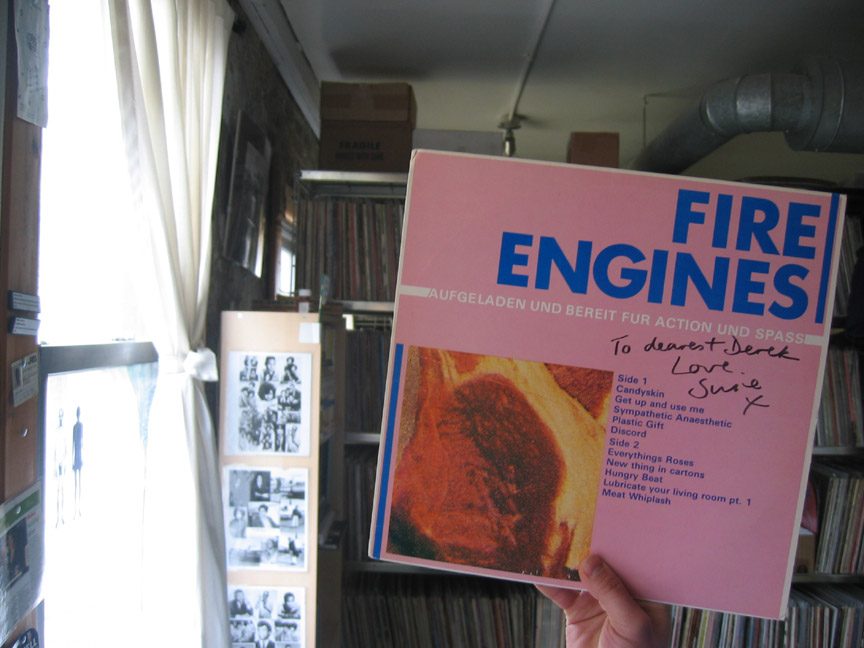 FRAGILE
FIRE
ENGINES
AUFGELADEN UND BEREIT FUR ACTION UND SPASS
To dearest Derek
Love.
Susie
x
Side 1
Candyskin
Get up and use me
Sympathetic Anaesthetic
Plastic Gift
Discord
Side 2
Everythings Roses
New thing in cartons
Hungry Beat
Lubricate your living room pt. 1
Meat Whiplash